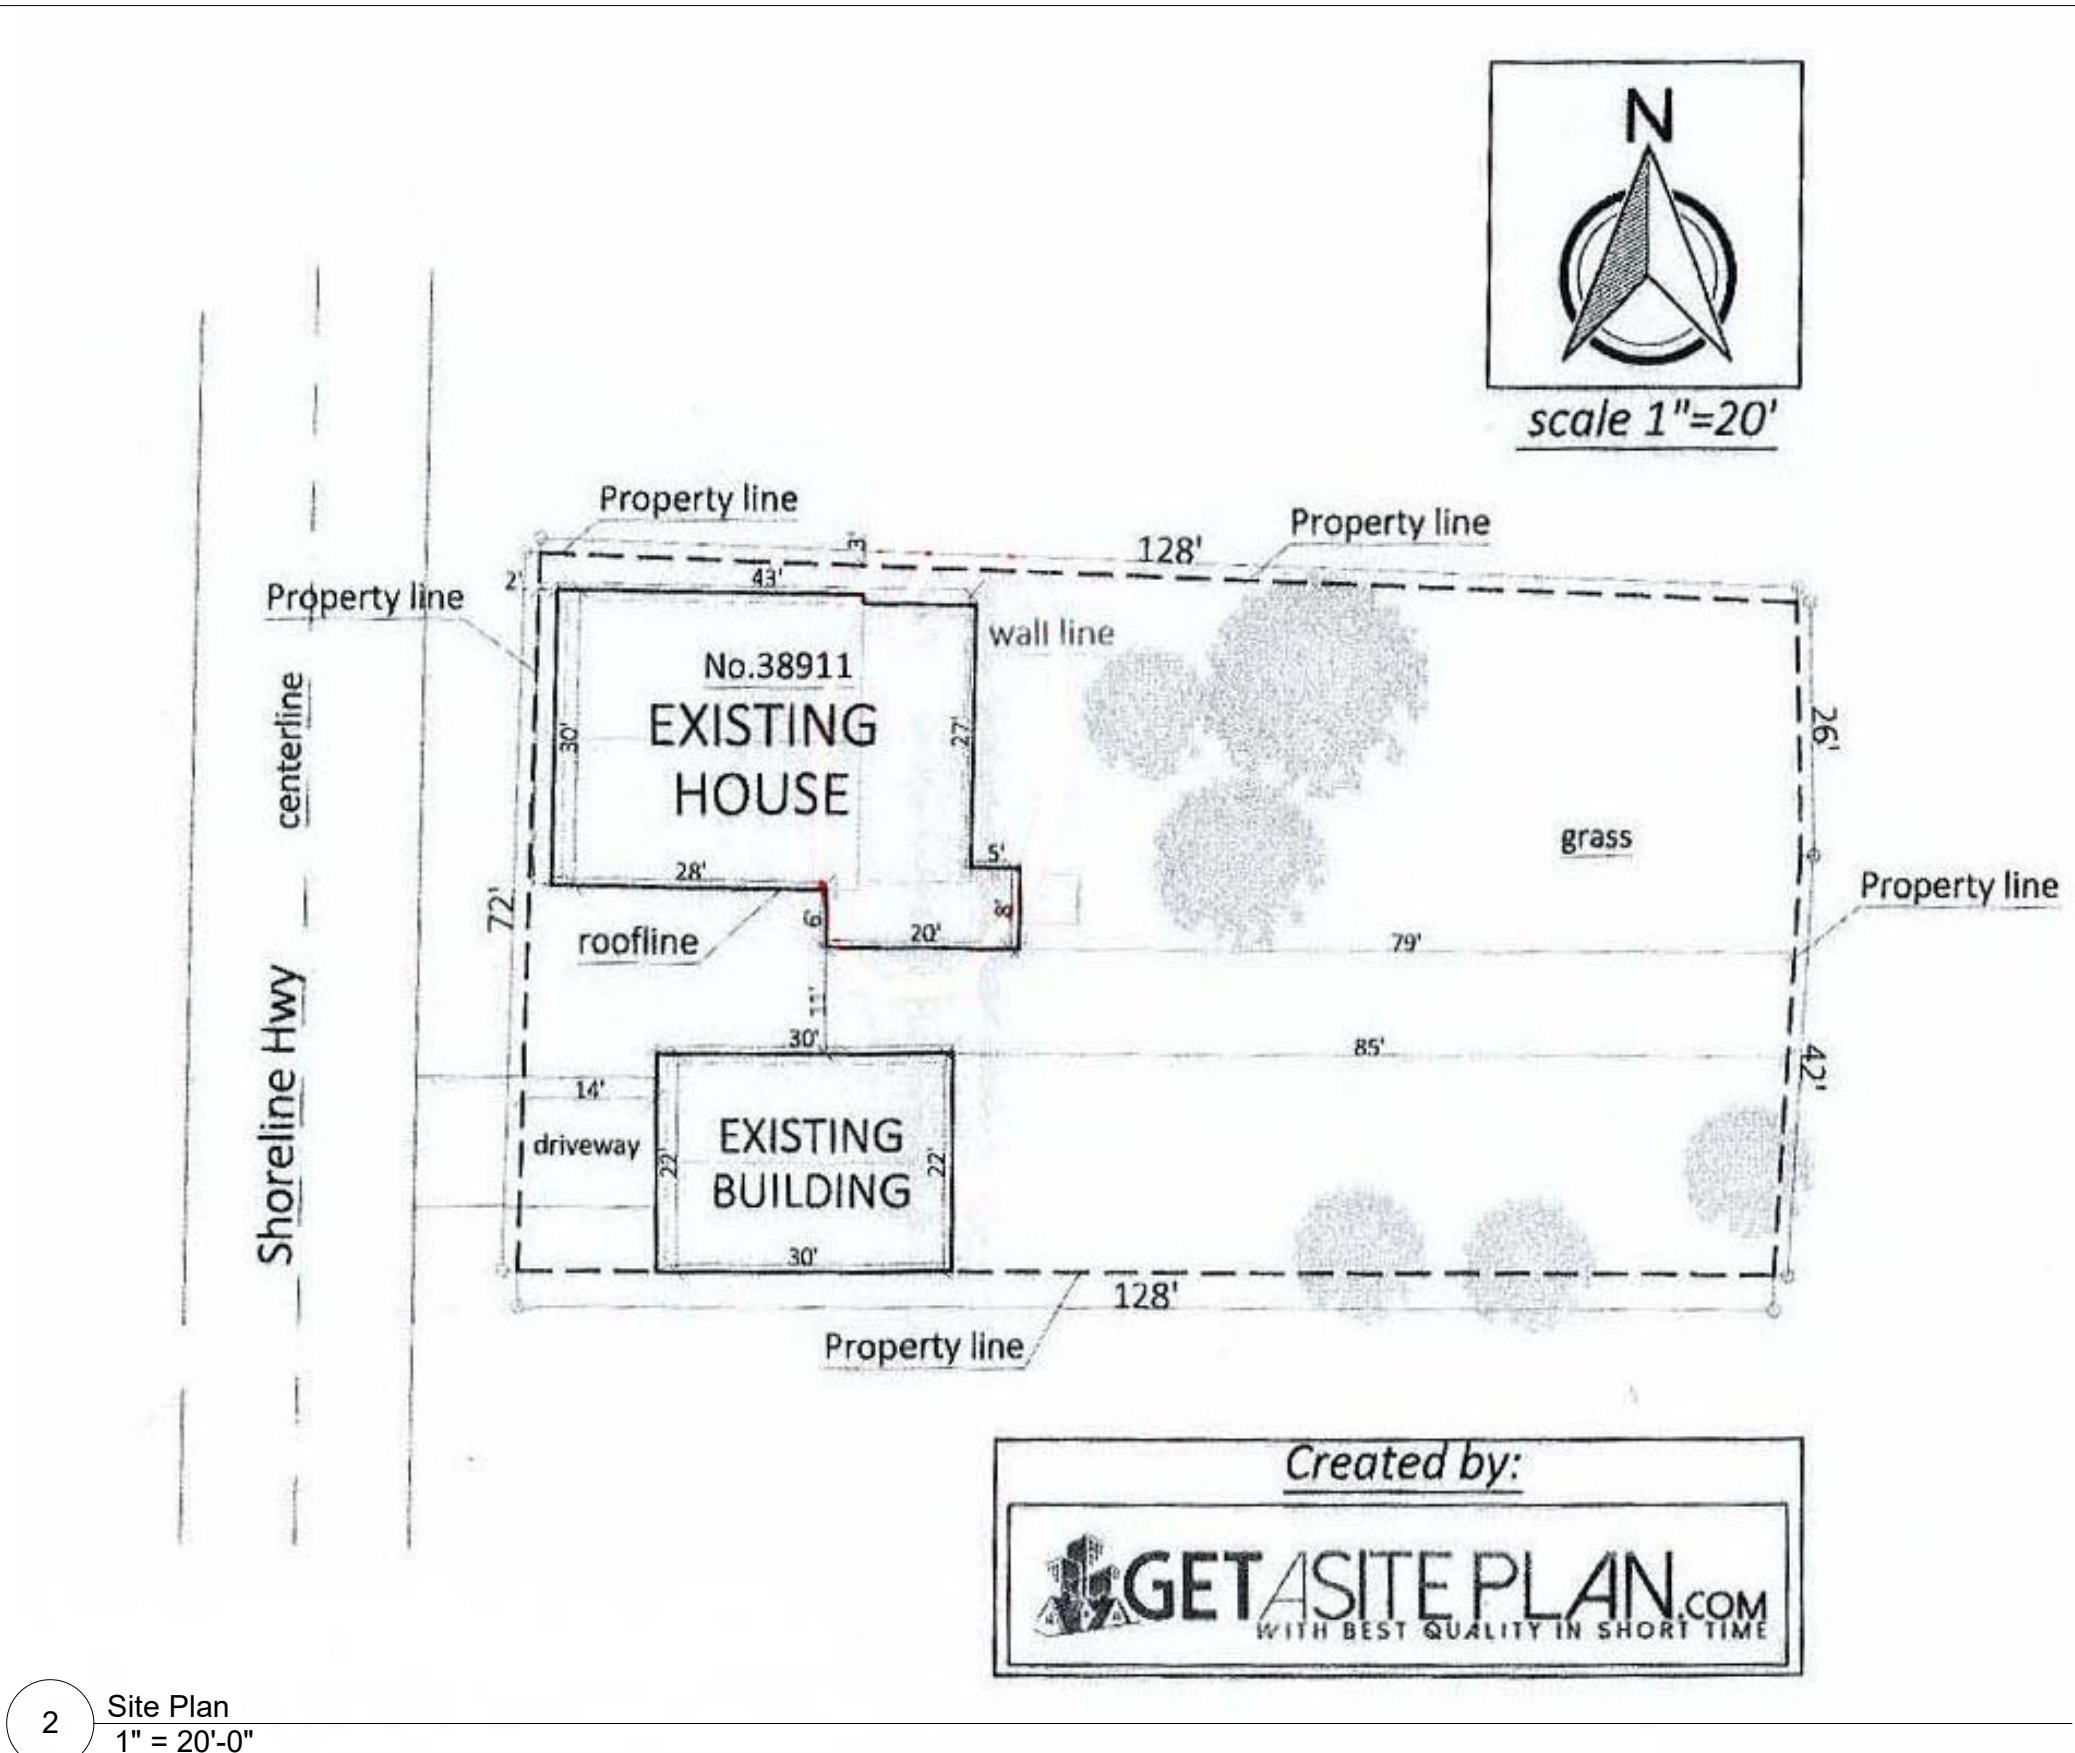 N
scale 1"=20'
Property line
Property line
3'
128'
43'
2'
Property line
wall line
No.38911
EXISTING
HOUSE
30'
27'
26'
centerline
grass
5'
28'
Property line
72'
6'
8'
20'
79'
roofline
11'
30'
85'
42'
14'
Shoreline Hwy
driveway
EXISTING
BUILDING
22'
22'
30'
128'
Property line
Created by:
GETASITEPLAN.COM
WITH BEST QUALITY IN SHORT TIME
2
Site Plan
1" = 20'-0"